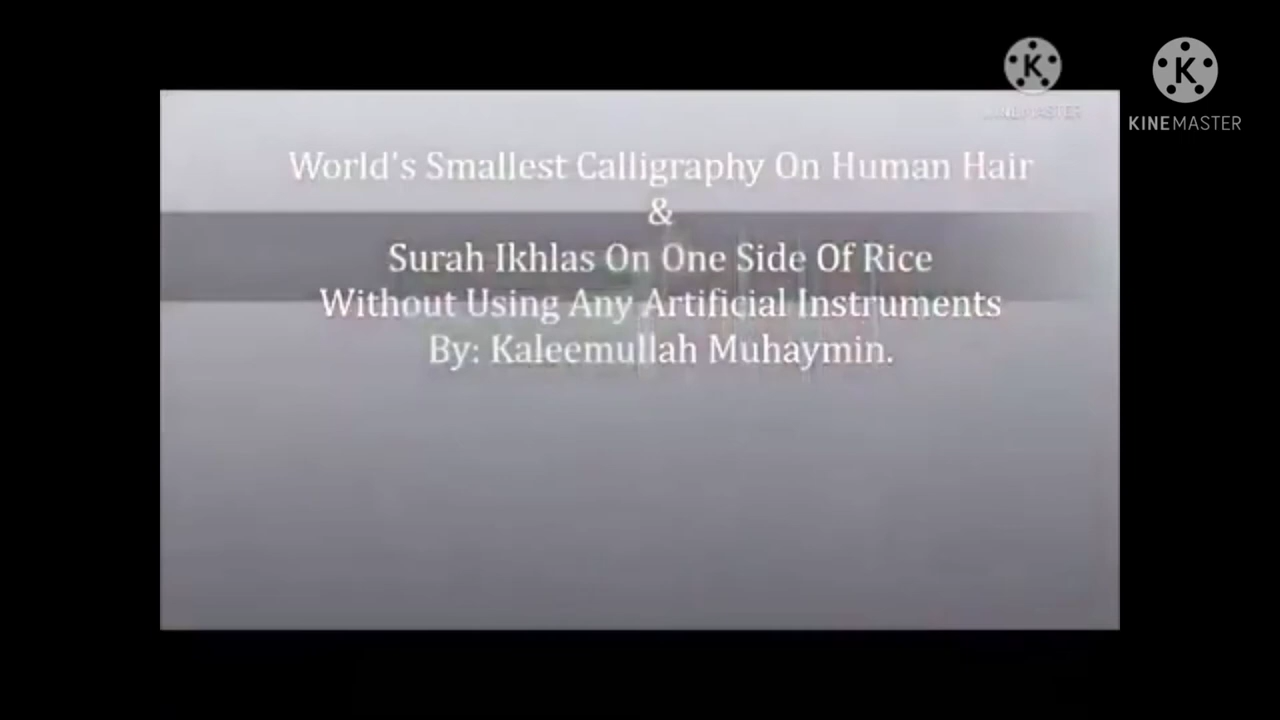 K
KINEMASTER
K
KINEMASTER
World's Smallest Calligraphy On Human Hair
&
Surah Ikhlas On One Side Of Rice
Without Using Any Artificial Instruments
By: Kaleemullah Muhaymin.